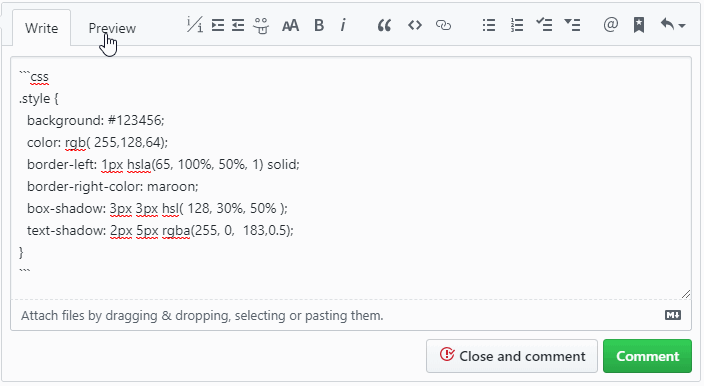 Write Preview i/i AA B i @
```css
.style {
  background: #123456;
  color: rgb( 255,128,64);
  border-left: 1px hsla(65, 100%, 50%, 1) solid;
  border-right-color: maroon;
  box-shadow: 3px 3px hsl( 128, 30%, 50% );
  text-shadow: 2px 5px rgba(255, 0,  183,0.5);
}
```
Attach files by dragging & dropping, selecting or pasting them.
Close and comment Comment